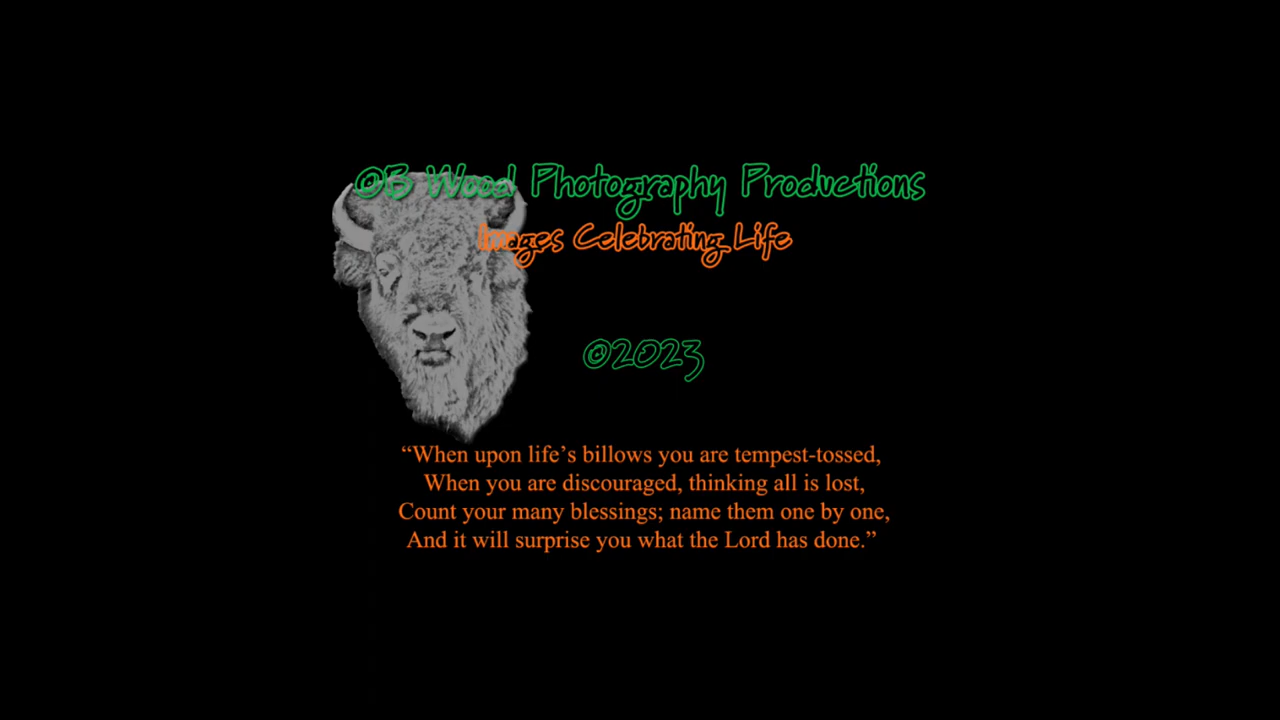 ©B Wood Photography Productions
Images Celebrating Life
©2023
“When upon life’s billows you are tempest-tossed,
When you are discouraged, thinking all is lost,
Count your many blessings; name them one by one,
And it will surprise you what the Lord has done.”